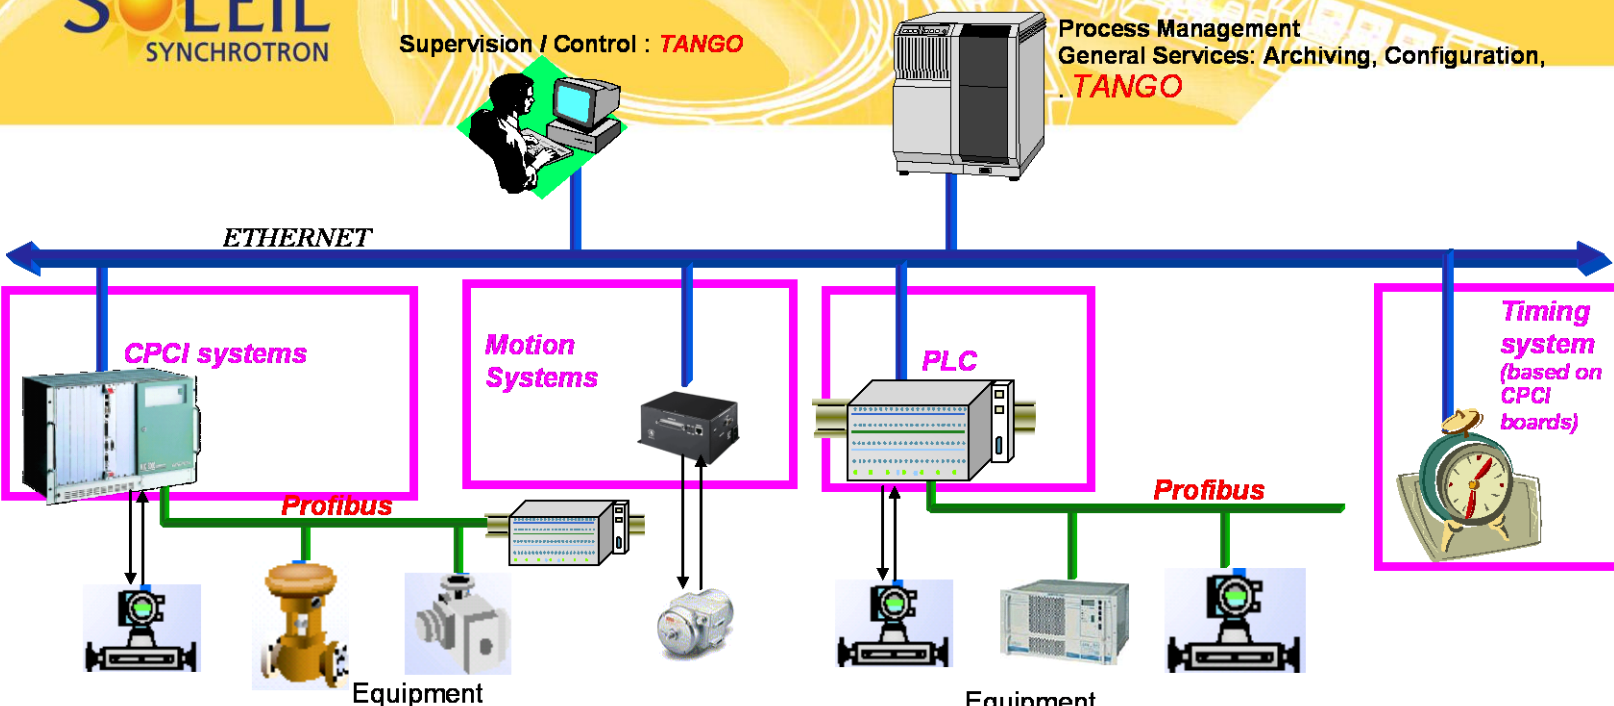 SOLEIL
SYNCHROTRON
Supervision / Control : TANGO
Process Management
General Services: Archiving, Configuration,
. TANGO
ETHERNET
CPCI systems
Motion
Systems
PLC
Timing
system
(based on
CPCI
boards)
Profibus
Profibus
Equipment
Equipment